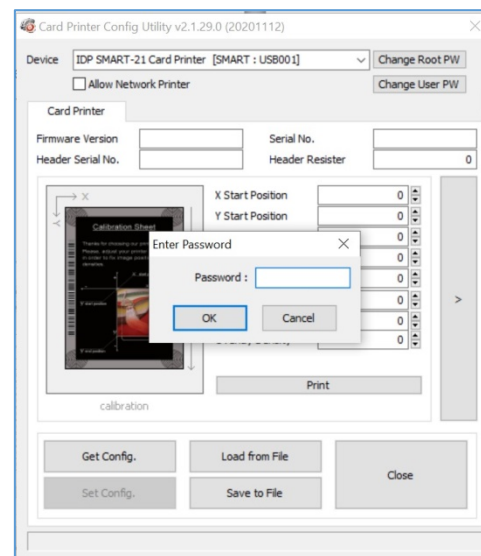 Card Printer Config Utility v2.1.29.0 (20201112)
Device IDP SMART-21 Card Printer [SMART : USB001] Change Root PW
Allow Network Printer Change User PW
Card Printer
Firmware Version Serial No.
Header Serial No. Header Resister 0
X X Start Position 0
Y Y Start Position 0
Calibration Sheet
Enter Password
0
Password :
0
0
OK Cancel
0
0
0
>
Print
calibration
Get Config. Load from File
Close
Set Config. Save to File